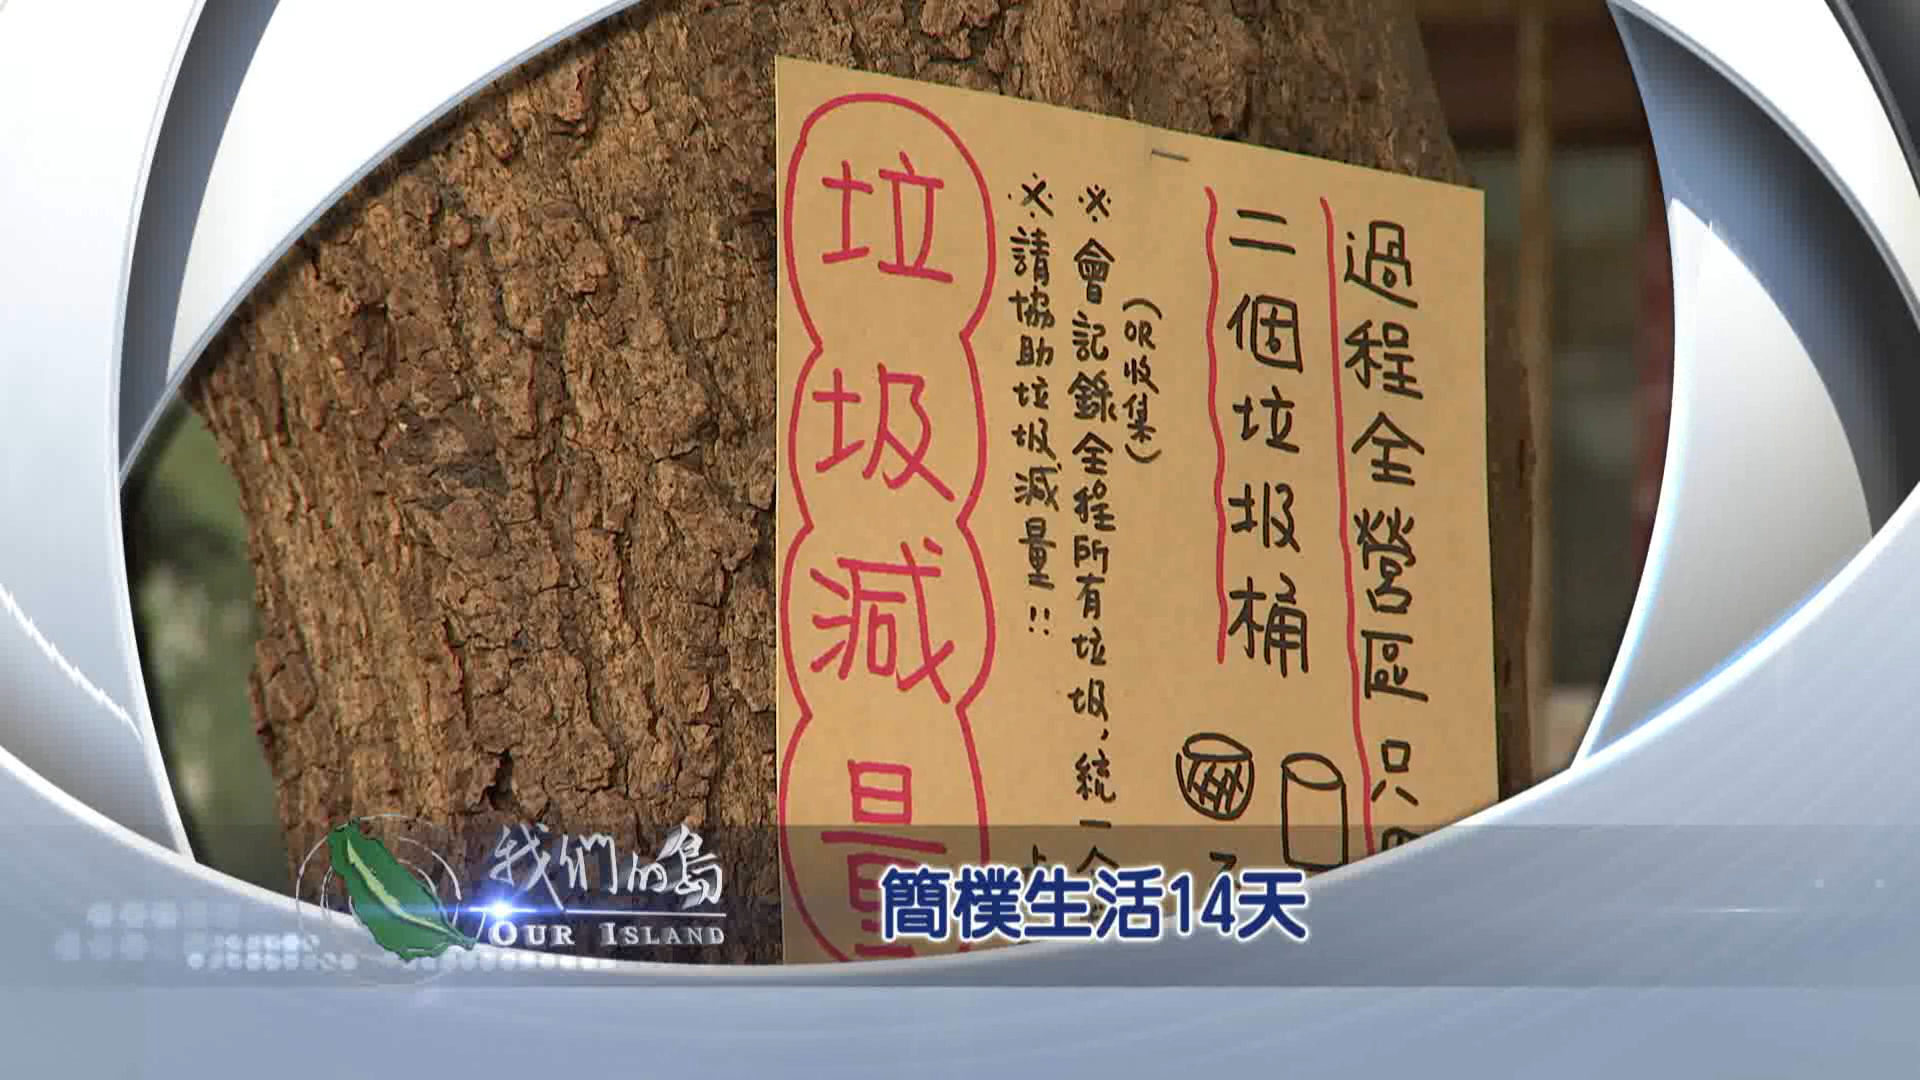 過程全營區只
二個垃圾桶
(OR收集)
※會記錄全程所有垃圾,統一
※請協助垃圾減量!!
垃圾減量
我們的島
OUR ISLAND
簡樸生活14天